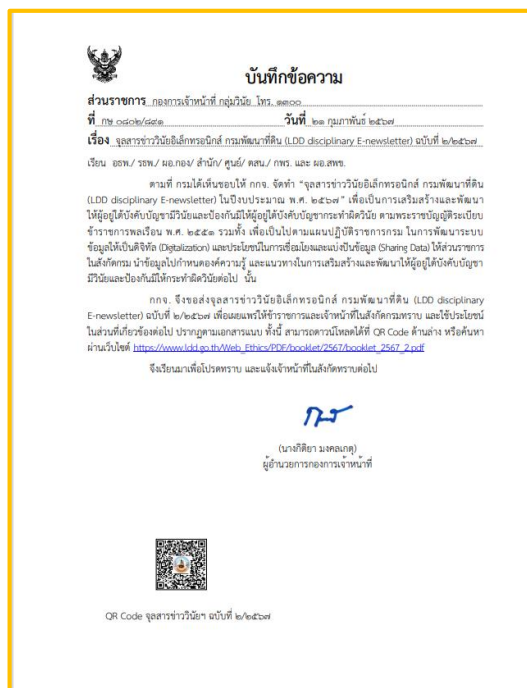 บันทึกข้อความ
ส่วนราชการ กองการเจ้าหน้าที่ กลุ่มวินัย โทร. ๑๓๐๐
ที่ กษ ๐๘๐๒/๘๙๑ วันที่ ๒๑ กุมภาพันธ์ ๒๕๖๗
เรื่อง จุลสารข่าววินัยอิเล็กทรอนิกส์ กรมพัฒนาที่ดิน (LDD disciplinary E-newsletter) ฉบับที่ ๒/๒๕๖๗
เรียน อธพ./ รธพ./ ผอ.กอง/ สำนัก/ ศูนย์/ ตสน./ กพร. และ ผอ.สพข.
ตามที่ กรมได้เห็นชอบให้ กกจ. จัดทำ “จุลสารข่าววินัยอิเล็กทรอนิกส์ กรมพัฒนาที่ดิน
(LDD disciplinary E-newsletter) ในปีงบประมาณ พ.ศ. ๒๕๖๗” เพื่อเป็นการเสริมสร้างและพัฒนา
ให้ผู้อยู่ใต้บังคับบัญชามีวินัยและป้องกันมิให้ผู้อยู่ใต้บังคับบัญชากระทำผิดวินัย ตามพระราชบัญญัติระเบียบ
ข้าราชการพลเรือน พ.ศ. ๒๕๕๑ รวมทั้ง เพื่อเป็นไปตามแผนปฏิบัติราชการกรม ในการพัฒนาระบบ
ข้อมูลให้เป็นดิจิทัล (Digitalization) และประโยชน์ในการเชื่อมโยงและแบ่งปันข้อมูล (Sharing Data) ให้ส่วนราชการ
ในสังกัดกรม นำข้อมูลไปกำหนดองค์ความรู้ และแนวทางในการเสริมสร้างและพัฒนาให้ผู้อยู่ใต้บังคับบัญชา
มีวินัยและป้องกันมิให้กระทำผิดวินัยต่อไป นั้น
กกจ. จึงขอส่งจุลสารข่าววินัยอิเล็กทรอนิกส์ กรมพัฒนาที่ดิน (LDD disciplinary
E-newsletter) ฉบับที่ ๒/๒๕๖๗ เพื่อเผยแพร่ให้ข้าราชการและเจ้าหน้าที่ในสังกัดกรมทราบ และใช้ประโยชน์
ในส่วนที่เกี่ยวข้องต่อไป ปรากฏตามเอกสารแนบ ทั้งนี้ สามารถดาวน์โหลดได้ที่ QR Code ด้านล่าง หรือค้นหา
ผ่านเว็บไซต์ https://www.ldd.go.th/Web_Ethics/PDF/booklet/2567/booklet_2567_2.pdf
จึงเรียนมาเพื่อโปรดทราบ และแจ้งเจ้าหน้าที่ในสังกัดทราบต่อไป
(นางกิติยา มงคลเกตุ)
ผู้อำนวยการกองการเจ้าหน้าที่
QR Code จุลสารข่าววินัยฯ ฉบับที่ ๒/๒๕๖๗